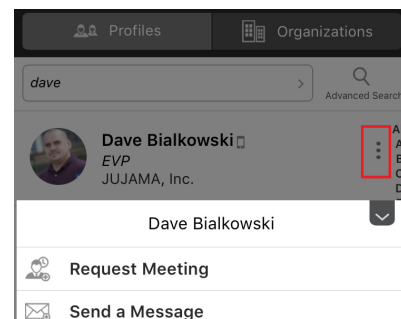 Profiles
Organizations
dave
Advanced Search
Dave Bialkowski
EVP
JUJAMA, Inc.
A
A
B
C
D
Dave Bialkowski
Request Meeting
Send a Message